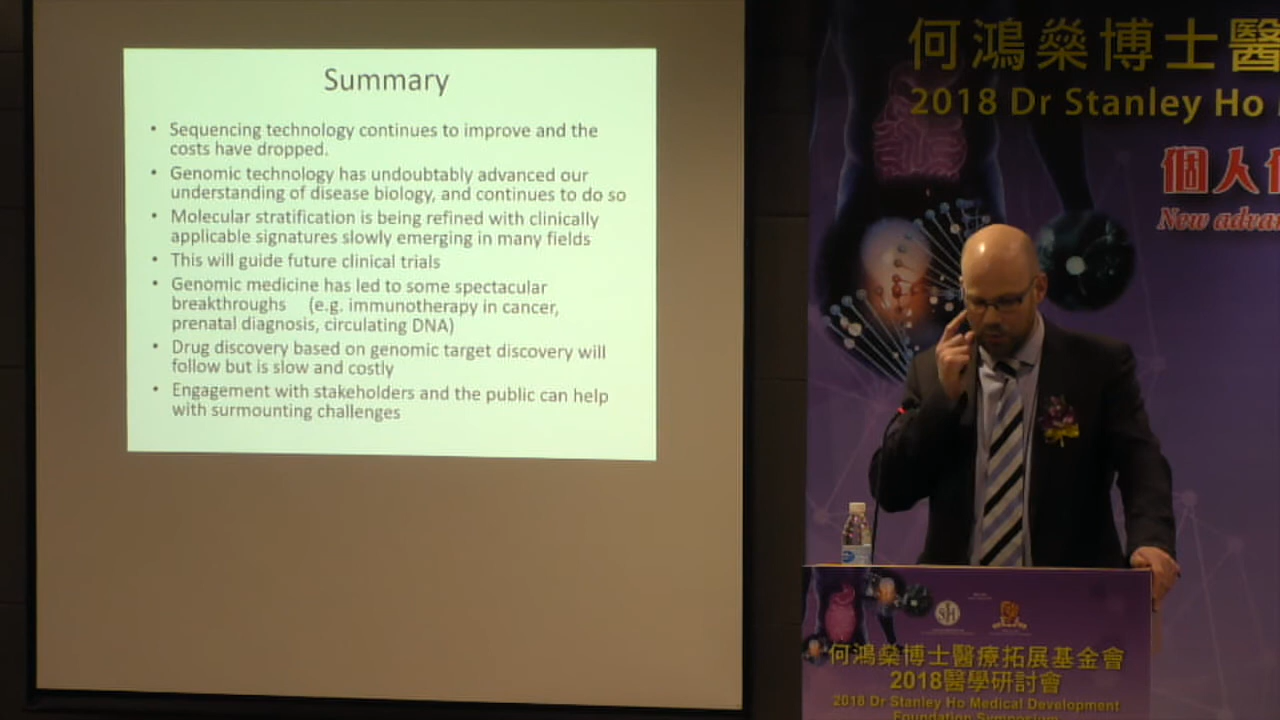 Summary
• Sequencing technology continues to improve and the
costs have dropped.
• Genomic technology has undoubtably advanced our
understanding of disease biology, and continues to do so
• Molecular stratification is being refined with clinically
applicable signatures slowly emerging in many fields
• This will guide future clinical trials
• Genomic medicine has led to some spectacular
breakthroughs (e.g. immunotherapy in cancer,
prenatal diagnosis, circulating DNA)
• Drug discovery based on genomic target discovery will
follow but is slow and costly
• Engagement with stakeholders and the public can help
with surmounting challenges
何鴻燊博士醫
2018 Dr Stanley Ho
個人
New adva
何鴻燊博士醫療拓展基金會
2018醫學研討會
2018 Dr Stanley Ho Medical Development
Foundation Symposium